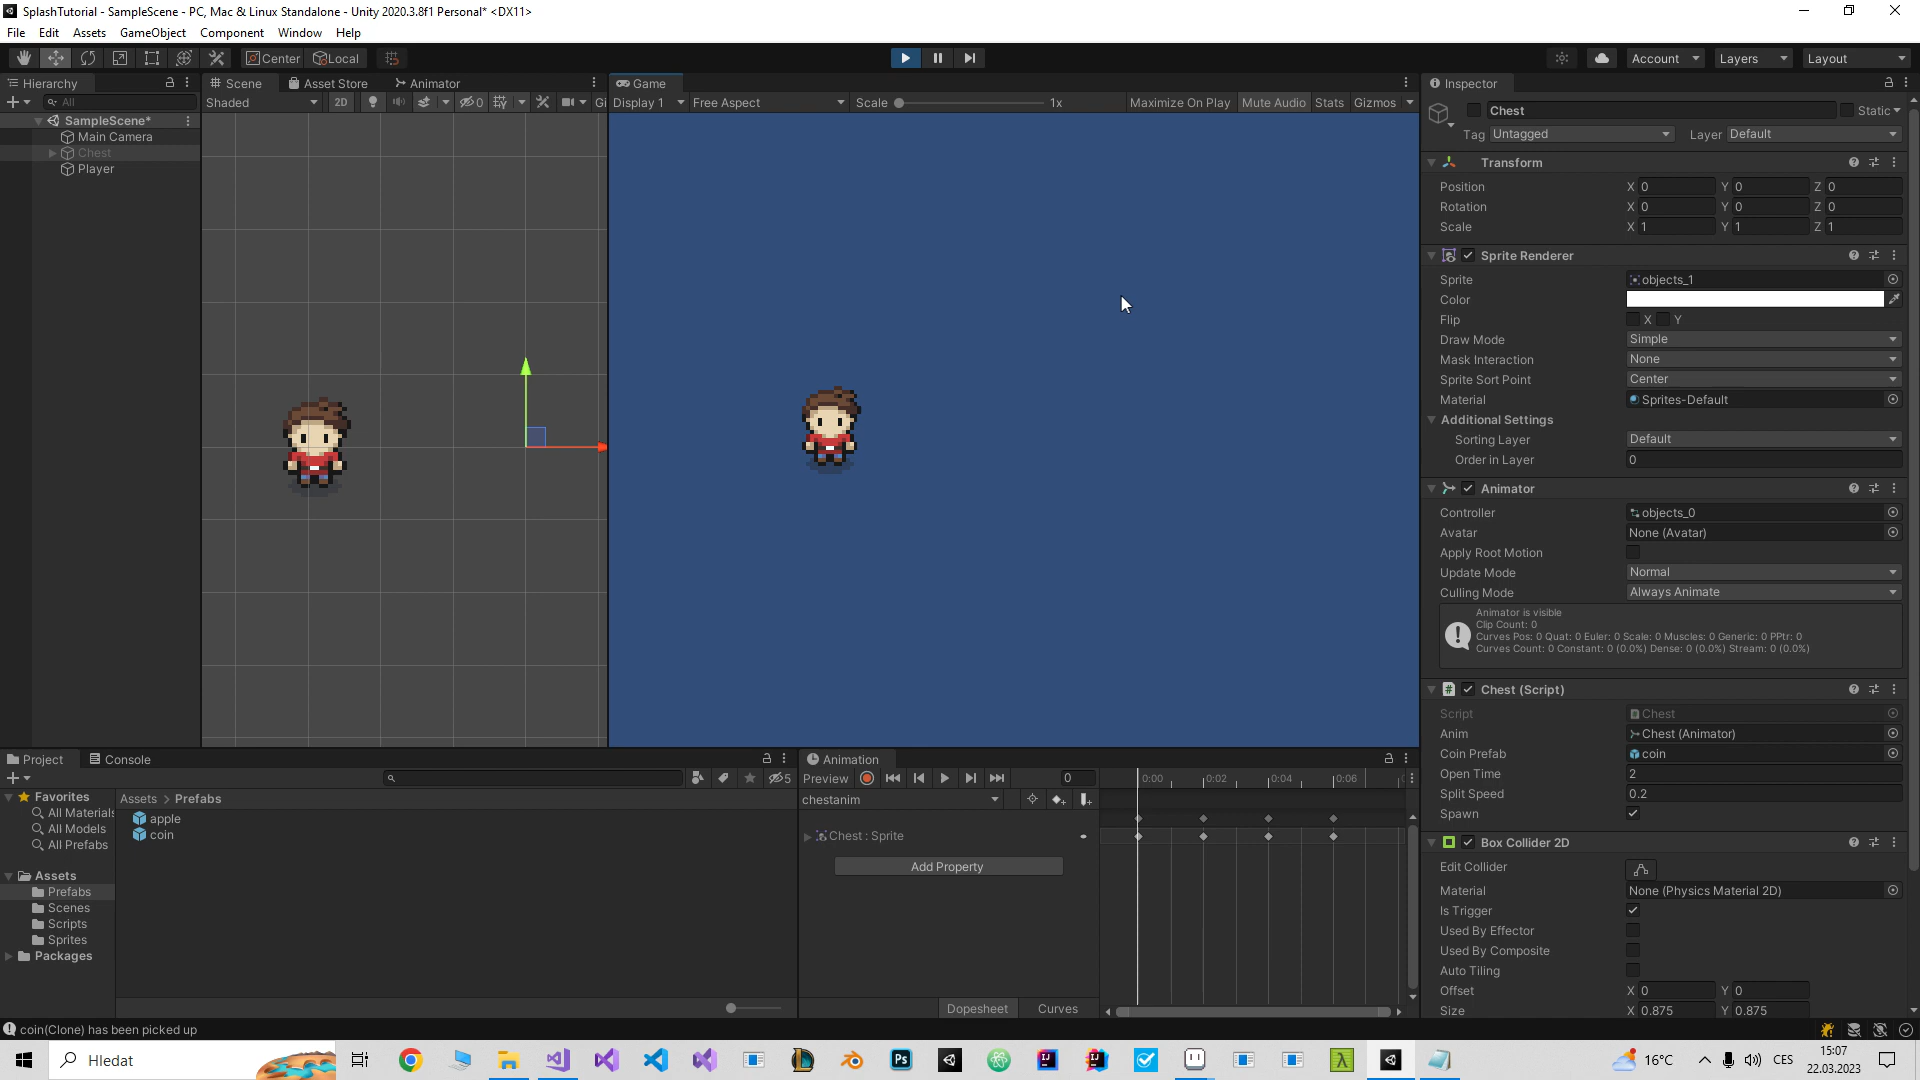 SplashTutorial - SampleScene - PC, Mac & Linux Standalone - Unity 2020.3.8f1 Personal* <DX11>
File Edit Assets GameObject Component Window Help
Center Local Account Layers Layout
Hierarchy
All
SampleScene*
Main Camera
Chest
Player
Scene Asset Store Animator
Shaded 2D 0 Gi
Game
Display 1 Free Aspect Scale 1x Maximize On Play Mute Audio Stats Gizmos
Inspector
Chest Static
Tag Untagged Layer Default
Transform
Position X 0 Y 0 Z 0
Rotation X 0 Y 0 Z 0
Scale X 1 Y 1 Z 1
Sprite Renderer
Sprite objects_1
Color
Flip X Y
Draw Mode Simple
Mask Interaction None
Sprite Sort Point Center
Material Sprites-Default
Additional Settings
Sorting Layer Default
Order in Layer 0
Animator
Controller objects_0
Avatar None (Avatar)
Apply Root Motion
Update Mode Normal
Culling Mode Always Animate
Animator is visible
Clip Count: 0
Curves Pos: 0 Quat: 0 Euler: 0 Scale: 0 Muscles: 0 Generic: 0 PPtr: 0
Curves Count: 0 Constant: 0 (0.0%) Dense: 0 (0.0%) Stream: 0 (0.0%)
Chest (Script)
Script Chest
Anim Chest (Animator)
Coin Prefab coin
Open Time 2
Split Speed 0.2
Spawn
Box Collider 2D
Edit Collider
Material None (Physics Material 2D)
Is Trigger
Used By Effector
Used By Composite
Auto Tiling
Offset X 0 Y 0
Size X 0.875 Y 0.875
Project Console
5
Favorites
All Materials
All Models
All Prefabs
Assets
Prefabs
Scenes
Scripts
Sprites
Packages
Assets > Prefabs
apple
coin
Animation
Preview 0 0:00 0:02 0:04 0:06
chestanim
Chest : Sprite
Add Property
Dopesheet Curves
coin(Clone) has been picked up
Hledat
Ps
16°C CES 15:07
22.03.2023